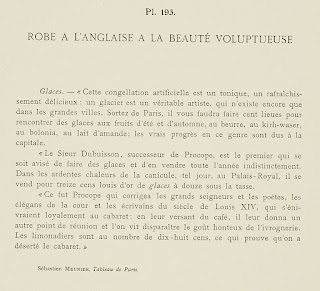 Pl. 193.
ROBE A L'ANGLAISE A LA BEAUTÉ VOLUPTUEUSE
Glaces. — « Cette congellation artificielle est un tonique, un rafraîchis-
sement délicieux : un glacier est un véritable artiste, qui n'existe encore que
dans les grandes villes. Sortez de Paris, il vous faudra faire cent lieues pour
rencontrer des glaces aux fruits d'été et d'automne, au beurre, au kirh-waser,
au bolonia, au lait d'amande; les vrais progrès en ce genre sont dus à la
capitale.
« Le Sieur Dubuisson, successeur de Procope, est le premier qui se
soit avisé de faire des glaces et d'en vendre toute l'année indistinctement.
Dans les ardentes chaleurs de la canicule, tel jour, au Palais-Royal, il se
vend pour treize cens louis d'or de glaces à douze sous la tasse.
« Ce fut Procope qui corrigea les grands seigneurs et les poètes, les
élégans de la cour et les écrivains du siècle de Louis XIV, qui s'éni-
vraient loyalement au cabaret: en leur versant du café, il leur donna un
autre point de réunion et l'on vit disparaître le goût honteux de l'ivrognerie.
Les limonadiers sont au nombre de dix-huit cens, ce qui prouve qu'on a
déserté le cabaret. »
Sébastien Mercier, Tableau de Paris.